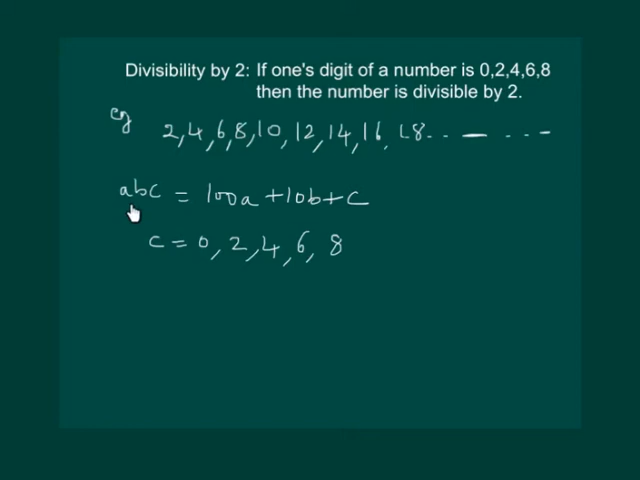 Divisibility by 2: If one's digit of a number is 0,2,4,6,8
then the number is divisible by 2.
eg 2,4,6,8,10,12,14,16,18.. — ... –
abc = 100a +10b+c
c = 0, 2, 4, 6, 8